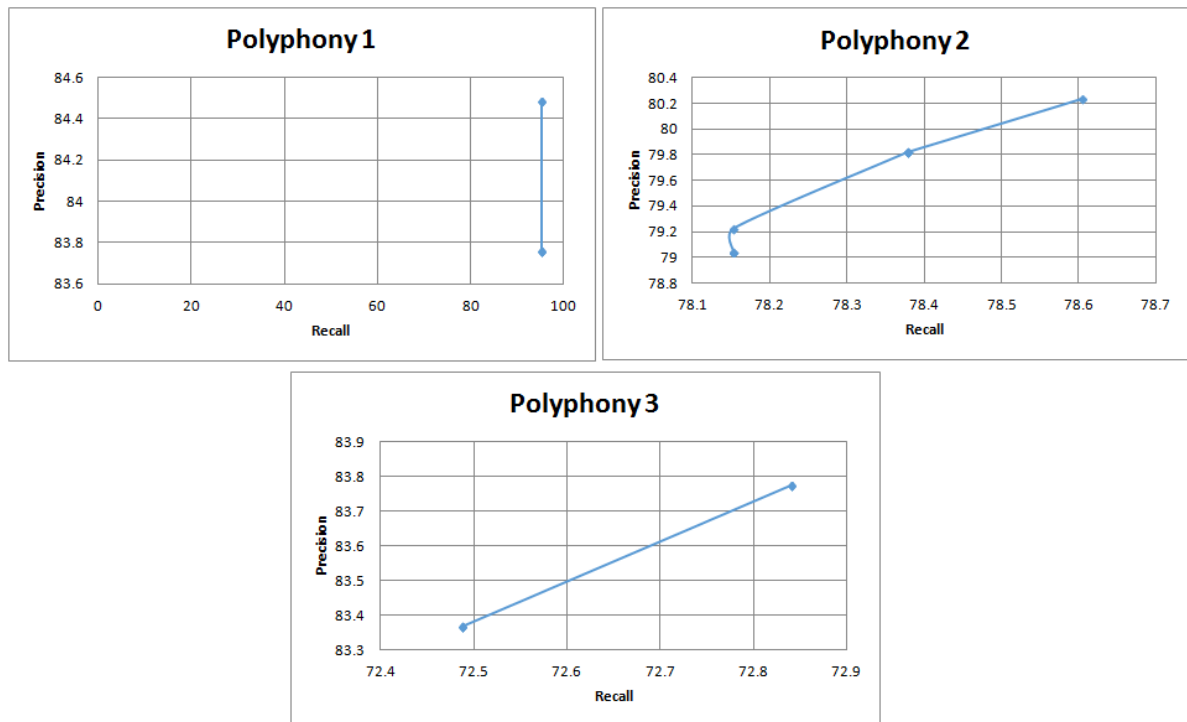 Polyphony 1
Precision
84.6
84.4
84.2
84
83.8
83.6
0 20 40 60 80 100
Recall
Polyphony 2
Precision
80.4
80.2
80
79.8
79.6
79.4
79.2
79
78.8
78.1 78.2 78.3 78.4 78.5 78.6 78.7
Recall
Polyphony 3
Precision
83.9
83.8
83.7
83.6
83.5
83.4
83.3
72.4 72.5 72.6 72.7 72.8 72.9
Recall